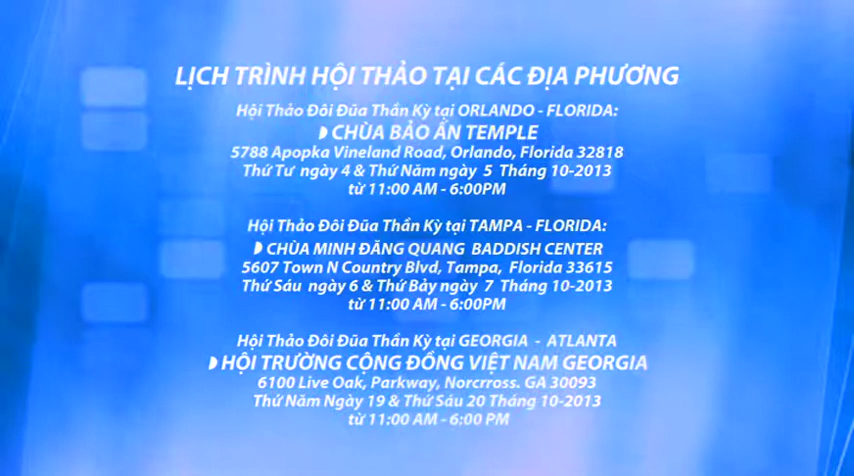 LỊCH TRÌNH HỘI THẢO TẠI CÁC ĐỊA PHƯƠNG
Hội Thảo Đôi Đũa Thần Kỳ tại ORLANDO - FLORIDA:
CHÙA BẢO ÂN TEMPLE
5788 Apopka Vineland Road, Orlando, Florida 32818
Thứ Tư ngày 4 & Thứ Năm ngày 5 Tháng 10-2013
từ 11:00 AM - 6:00PM
Hội Thảo Đôi Đũa Thần Kỳ tại TAMPA - FLORIDA:
CHÙA MINH ĐĂNG QUANG BADDISH CENTER
5607 Town N Country Blvd, Tampa, Florida 33615
Thứ Sáu ngày 6 & Thứ Bảy ngày 7 Tháng 10-2013
từ 11:00 AM - 6:00PM
Hội Thảo Đôi Đũa Thần Kỳ tại GEORGIA - ATLANTA
HỘI TRƯỜNG CỘNG ĐỒNG VIỆT NAM GEORGIA
6100 Live Oak, Parkway, Norcrross. GA 30093
Thứ Năm Ngày 19 & Thứ Sáu 20 Tháng 10-2013
từ 11:00 AM - 6:00 PM